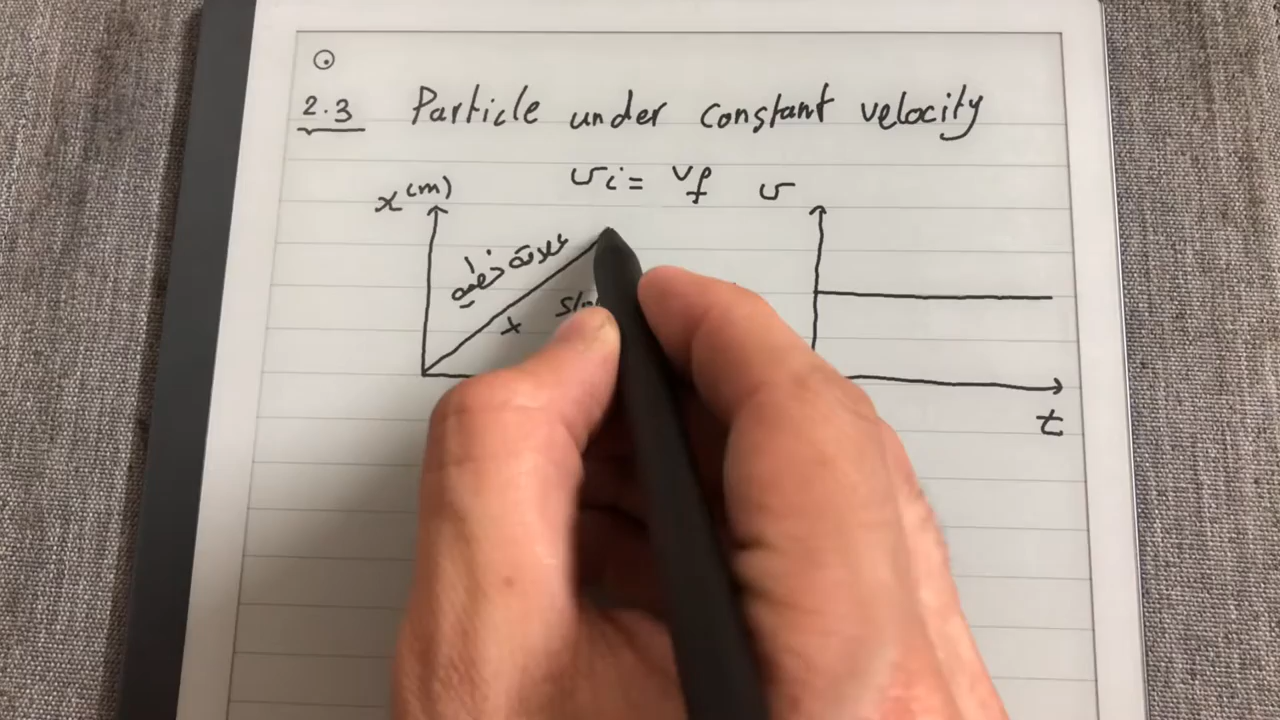 2.3 Particle under constant velocity
vi = vf
x (m)
v
علاقة خطية
+
t